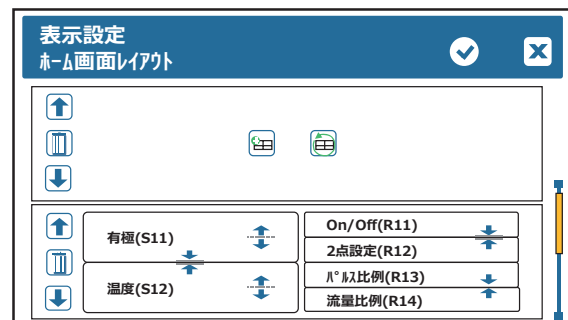 表示設定
ホーム画面レイアウト
有極(S11)
温度(S12)
On/Off(R11)
2点設定(R12)
パルス比例(R13)
流量比例(R14)